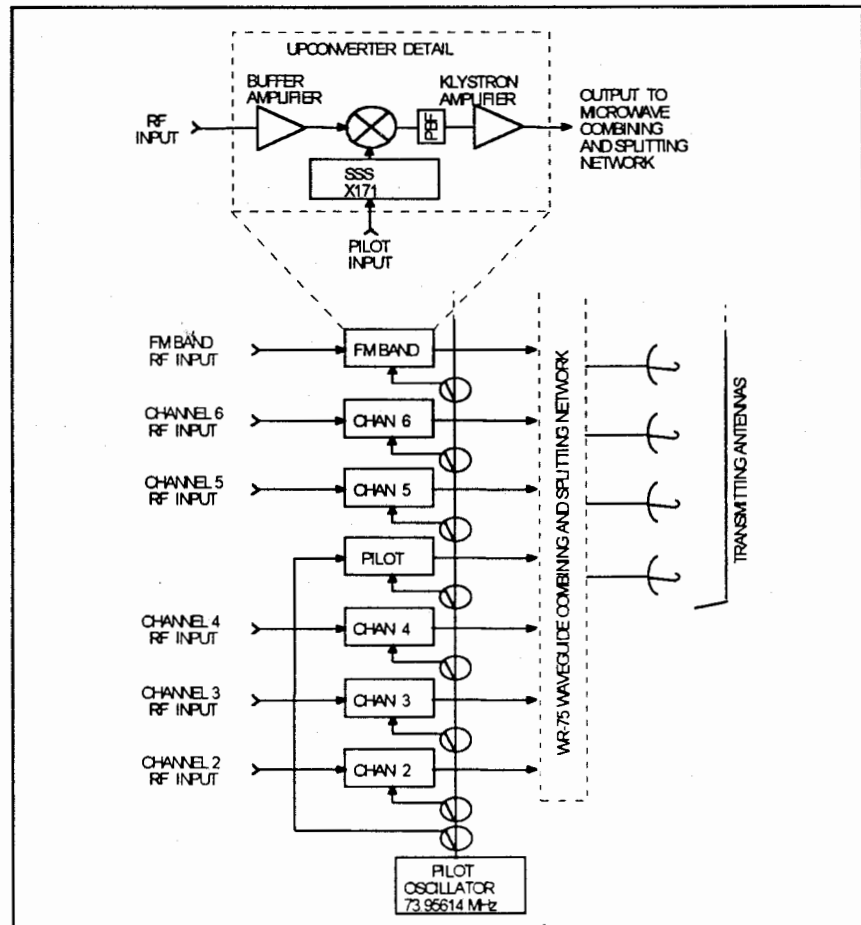 UPCONVERTER DETAIL
BUFFER
AMPLIFIER
KLYSTRON
AMPLIFIER
RF
INPUT
BPF
OUTPUT TO
MICROWAVE
COMBINING
AND SPLITTING
NETWORK
SSS
X171
PILOT
INPUT
FM BAND
RF INPUT
FM BAND
CHANNEL 6
RF INPUT
CHAN 6
CHANNEL 5
RF INPUT
CHAN 5
PILOT
CHANNEL 4
RF INPUT
CHAN 4
CHANNEL 3
RF INPUT
CHAN 3
CHANNEL 2
RF INPUT
CHAN 2
WR-75 WAVEGUIDE COMBINING AND SPLITTING NETWORK
TRANSMITTING ANTENNAS
PILOT
OSCILLATOR
73.95614 MHz